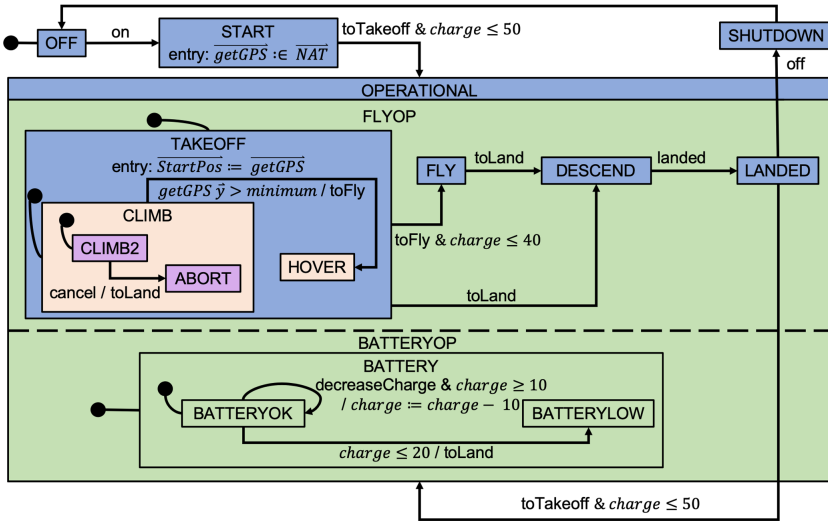 OFF
on
START
entry: getGPS :∈ NAT
toTakeoff & charge ≤ 50
SHUTDOWN
off
OPERATIONAL
FLYOP
TAKEOFF
entry: StartPos ≔ getGPS
getGPS y⃗ > minimum / toFly
CLIMB
CLIMB2
ABORT
cancel / toLand
HOVER
FLY
toLand
DESCEND
landed
LANDED
toFly & charge ≤ 40
toLand
BATTERYOP
BATTERY
decreaseCharge & charge ≥ 10
/ charge ≔ charge − 10
BATTERYOK
BATTERYLOW
charge ≤ 20 / toLand
toTakeoff & charge ≤ 50